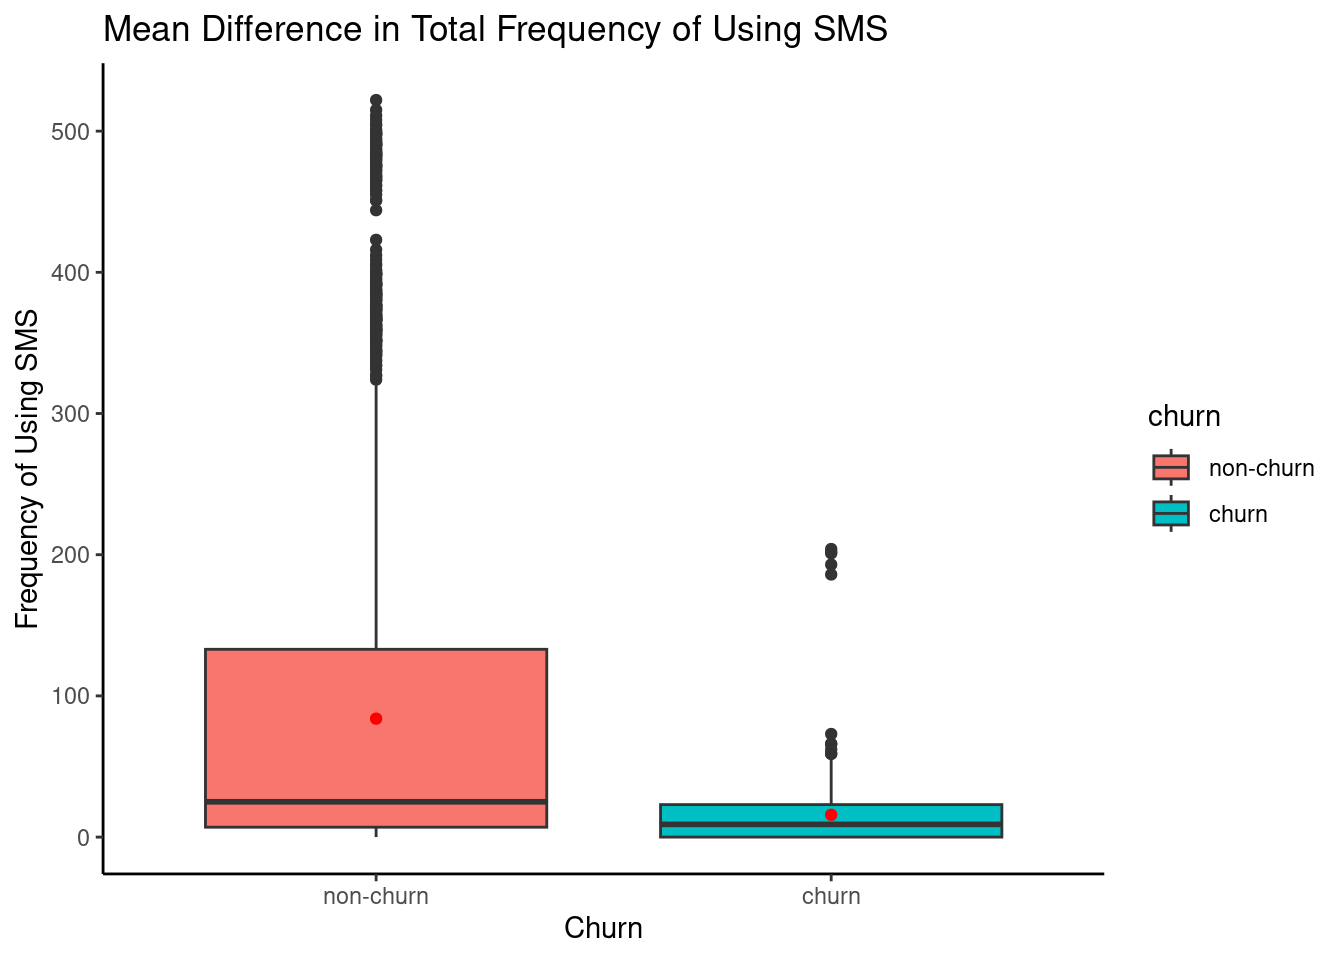 Mean Difference in Total Frequency of Using SMS
Frequency of Using SMS
500
400
300
200
100
0
non-churn
churn
Churn
churn
non-churn
churn